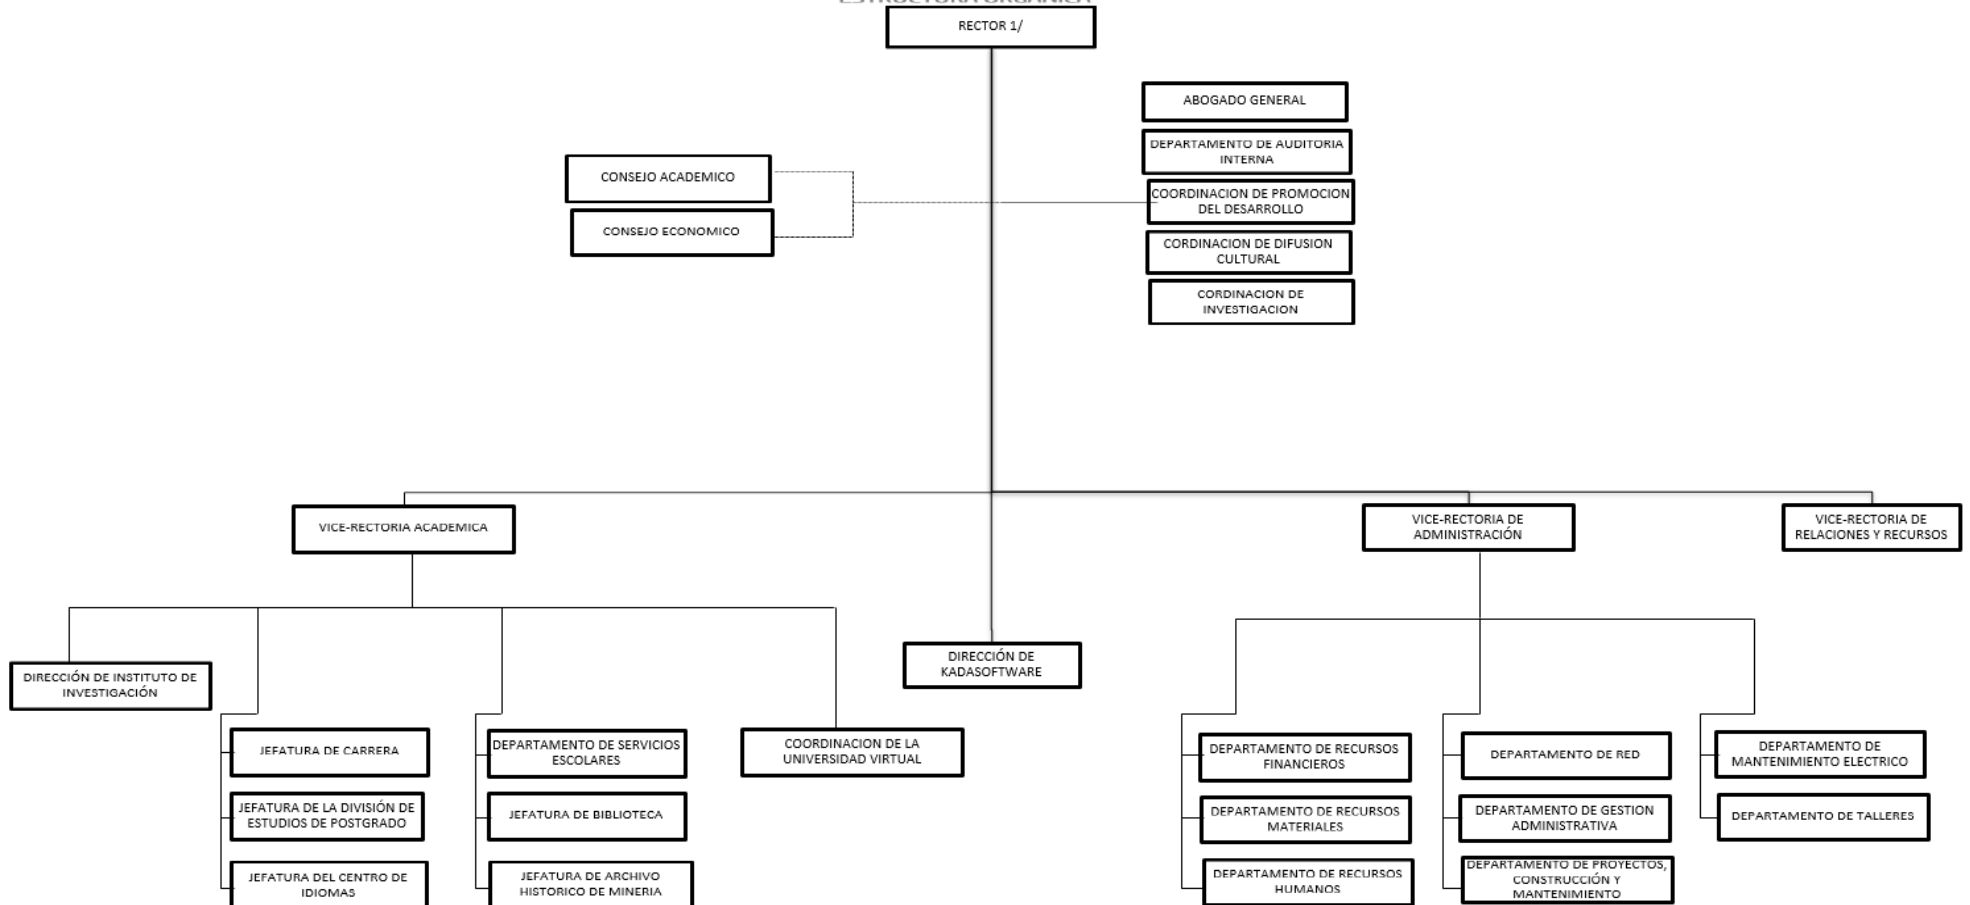 ESTRUCTURA ORGANICA
RECTOR 1/
ABOGADO GENERAL
DEPARTAMENTO DE AUDITORIA
INTERNA
CONSEJO ACADEMICO
COORDINACION DE PROMOCION
DEL DESARROLLO
CONSEJO ECONOMICO
CORDINACION DE DIFUSION
CULTURAL
CORDINACION DE
INVESTIGACION
VICE-RECTORIA ACADEMICA
VICE-RECTORIA DE
ADMINISTRACIÓN
VICE-RECTORIA DE
RELACIONES Y RECURSOS
DIRECCIÓN DE INSTITUTO DE
INVESTIGACIÓN
DIRECCIÓN DE
KADASOFTWARE
JEFATURA DE CARRERA
DEPARTAMENTO DE SERVICIOS
ESCOLARES
COORDINACION DE LA
UNIVERSIDAD VIRTUAL
DEPARTAMENTO DE RECURSOS
FINANCIEROS
DEPARTAMENTO DE RED
DEPARTAMENTO DE
MANTENIMIENTO ELECTRICO
JEFATURA DE LA DIVISIÓN DE
ESTUDIOS DE POSTGRADO
JEFATURA DE BIBLIOTECA
DEPARTAMENTO DE RECURSOS
MATERIALES
DEPARTAMENTO DE GESTION
ADMINISTRATIVA
DEPARTAMENTO DE TALLERES
JEFATURA DEL CENTRO DE
IDIOMAS
JEFATURA DE ARCHIVO
HISTORICO DE MINERIA
DEPARTAMENTO DE RECURSOS
HUMANOS
DEPARTAMENTO DE PROYECTOS,
CONSTRUCCIÓN Y
MANTENIMIENTO